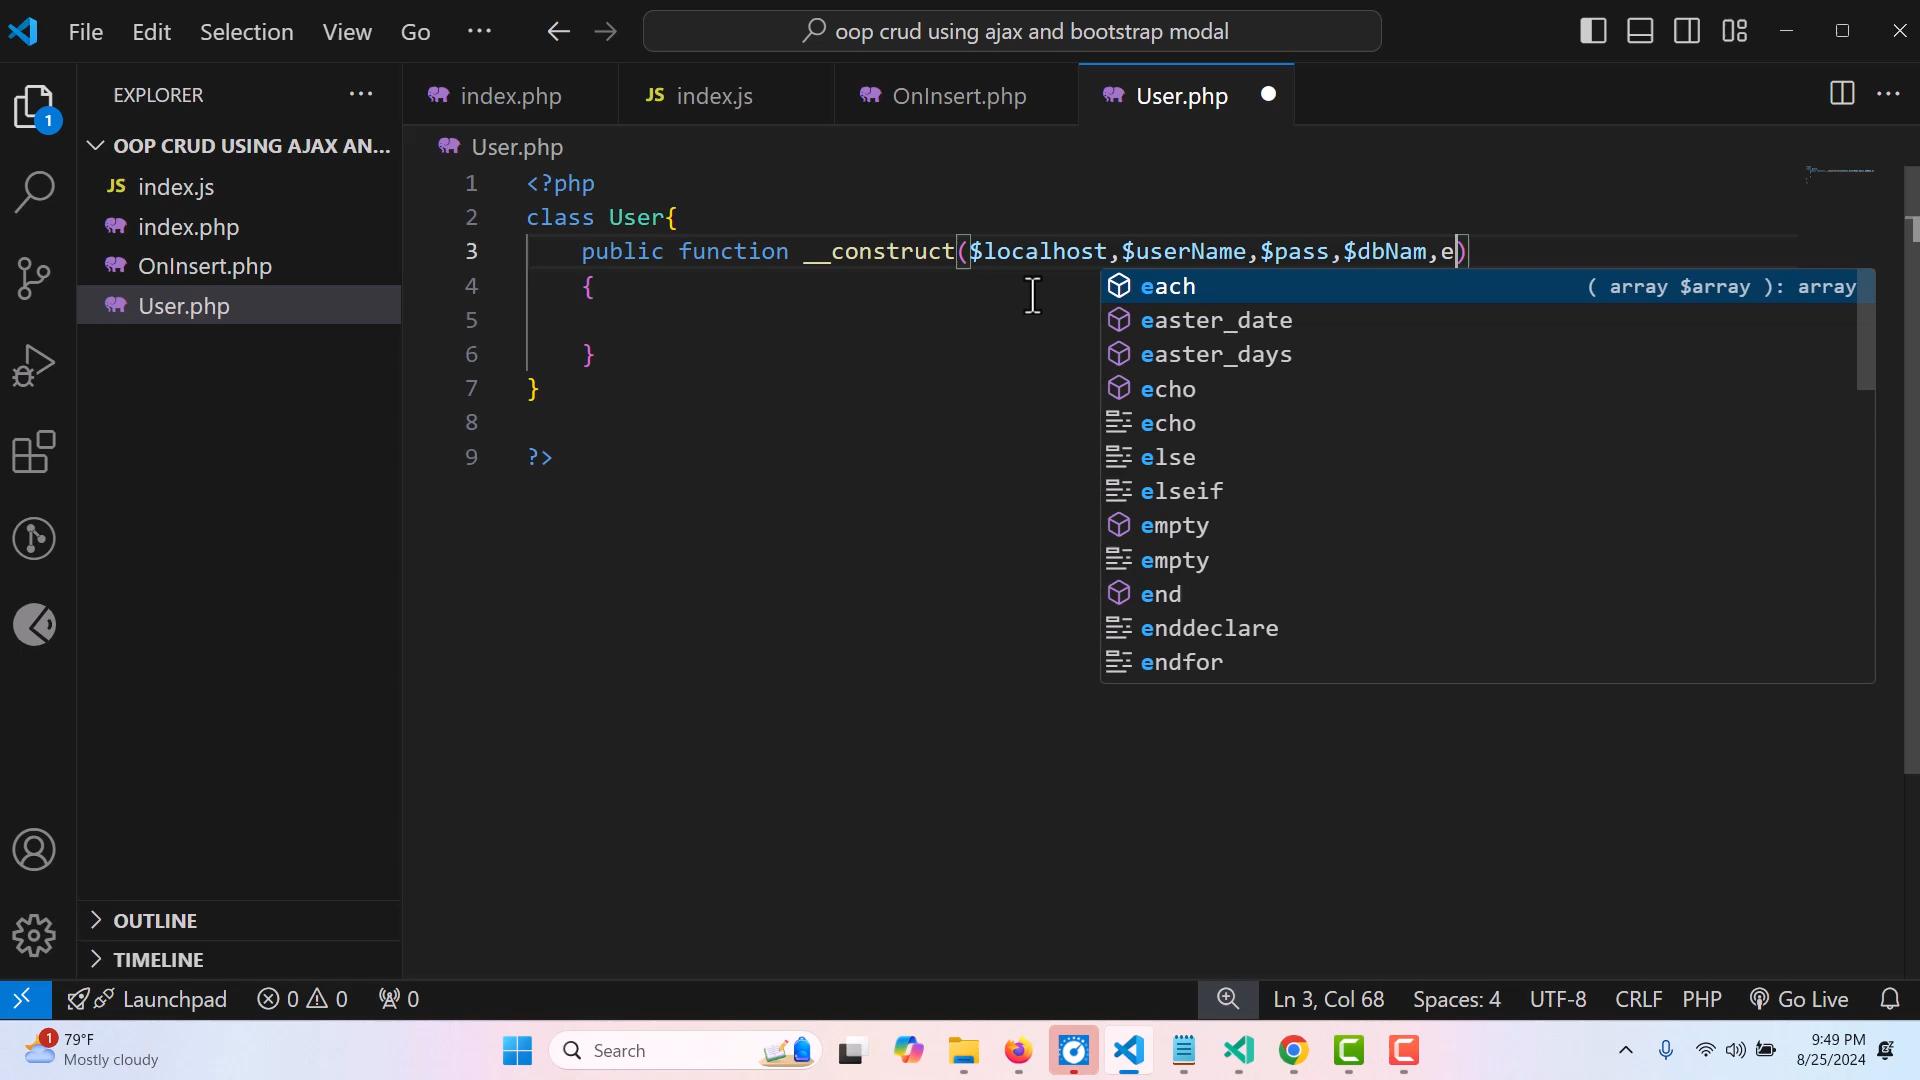 File Edit Selection View Go ··· oop crud using ajax and bootstrap modal
1 EXPLORER ··· index.php JS index.js OnInsert.php User.php ···
OOP CRUD USING AJAX AN...
JS index.js
index.php
OnInsert.php
User.php
User.php
1 <?php
2 class User{
3 public function __construct($localhost,$userName,$pass,$dbNam,e)
4 {
5
6 }
7 }
8
9 ?>
each ( array $array ): array
easter_date
easter_days
echo
echo
else
elseif
empty
empty
end
enddeclare
endfor
OUTLINE
TIMELINE
Launchpad 0 0 0 Ln 3, Col 68 Spaces: 4 UTF-8 CRLF PHP Go Live
1 79°F
Mostly cloudy
Search
9:49 PM
8/25/2024